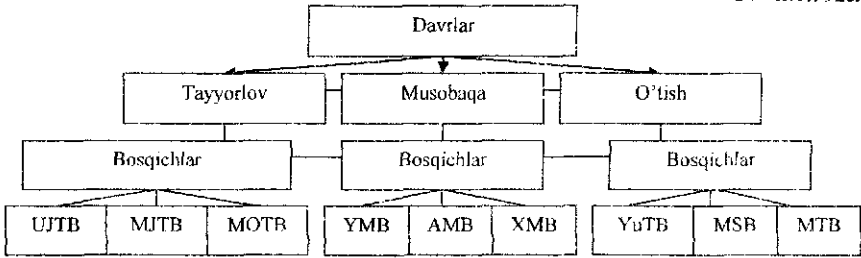 Davrlar
Tayyorlov Musobaqa O'tish
Bosqichlar Bosqichlar Bosqichlar
UJTB MJTB MOTB YMB AMB XMB YuTB MSB MTB